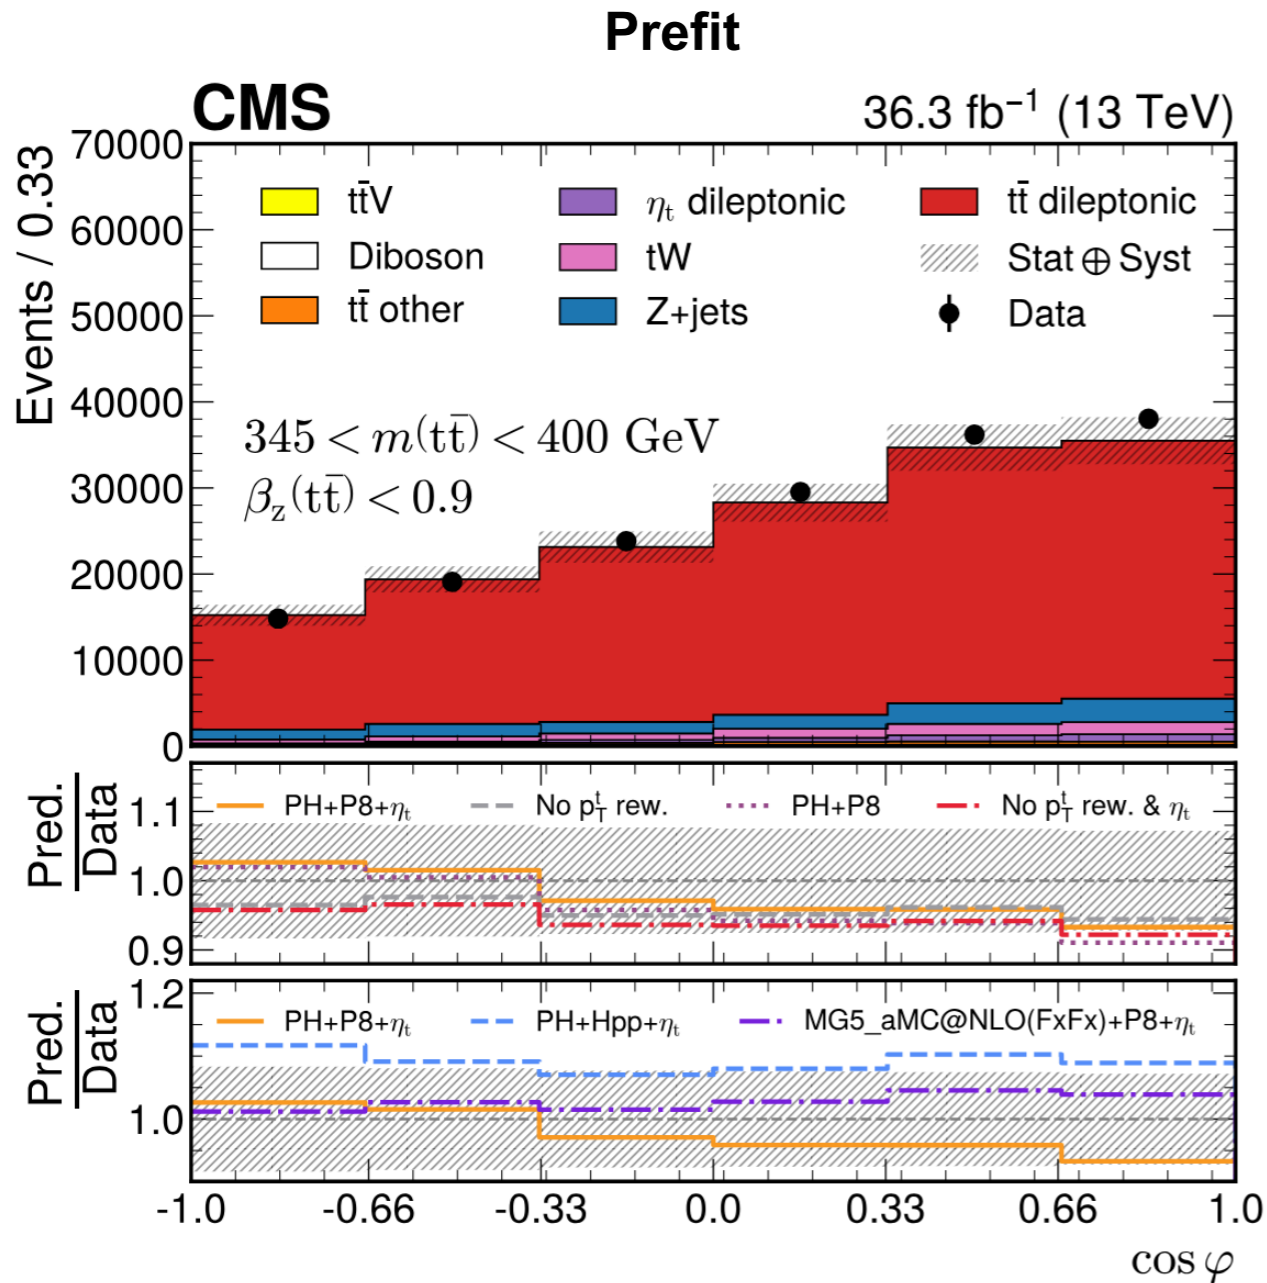 Prefit
CMS 36.3 fb⁻¹ (13 TeV)
Events / 0.33
70000
60000
50000
40000
30000
20000
10000
0
tt̄V
Diboson
tt̄ other
ηt dileptonic
tW
Z+jets
tt̄ dileptonic
Stat ⊕ Syst
Data
345 < m(tt̄) < 400 GeV
βz(tt̄) < 0.9
Pred.
Data
1.1
1.0
0.9
PH+P8+ηt No pTᵗ rew. PH+P8 No pTᵗ rew. & ηt
Pred.
Data
1.2
1.0
PH+P8+ηt PH+Hpp+ηt MG5_aMC@NLO(FxFx)+P8+ηt
-1.0 -0.66 -0.33 0.0 0.33 0.66 1.0
cos φ